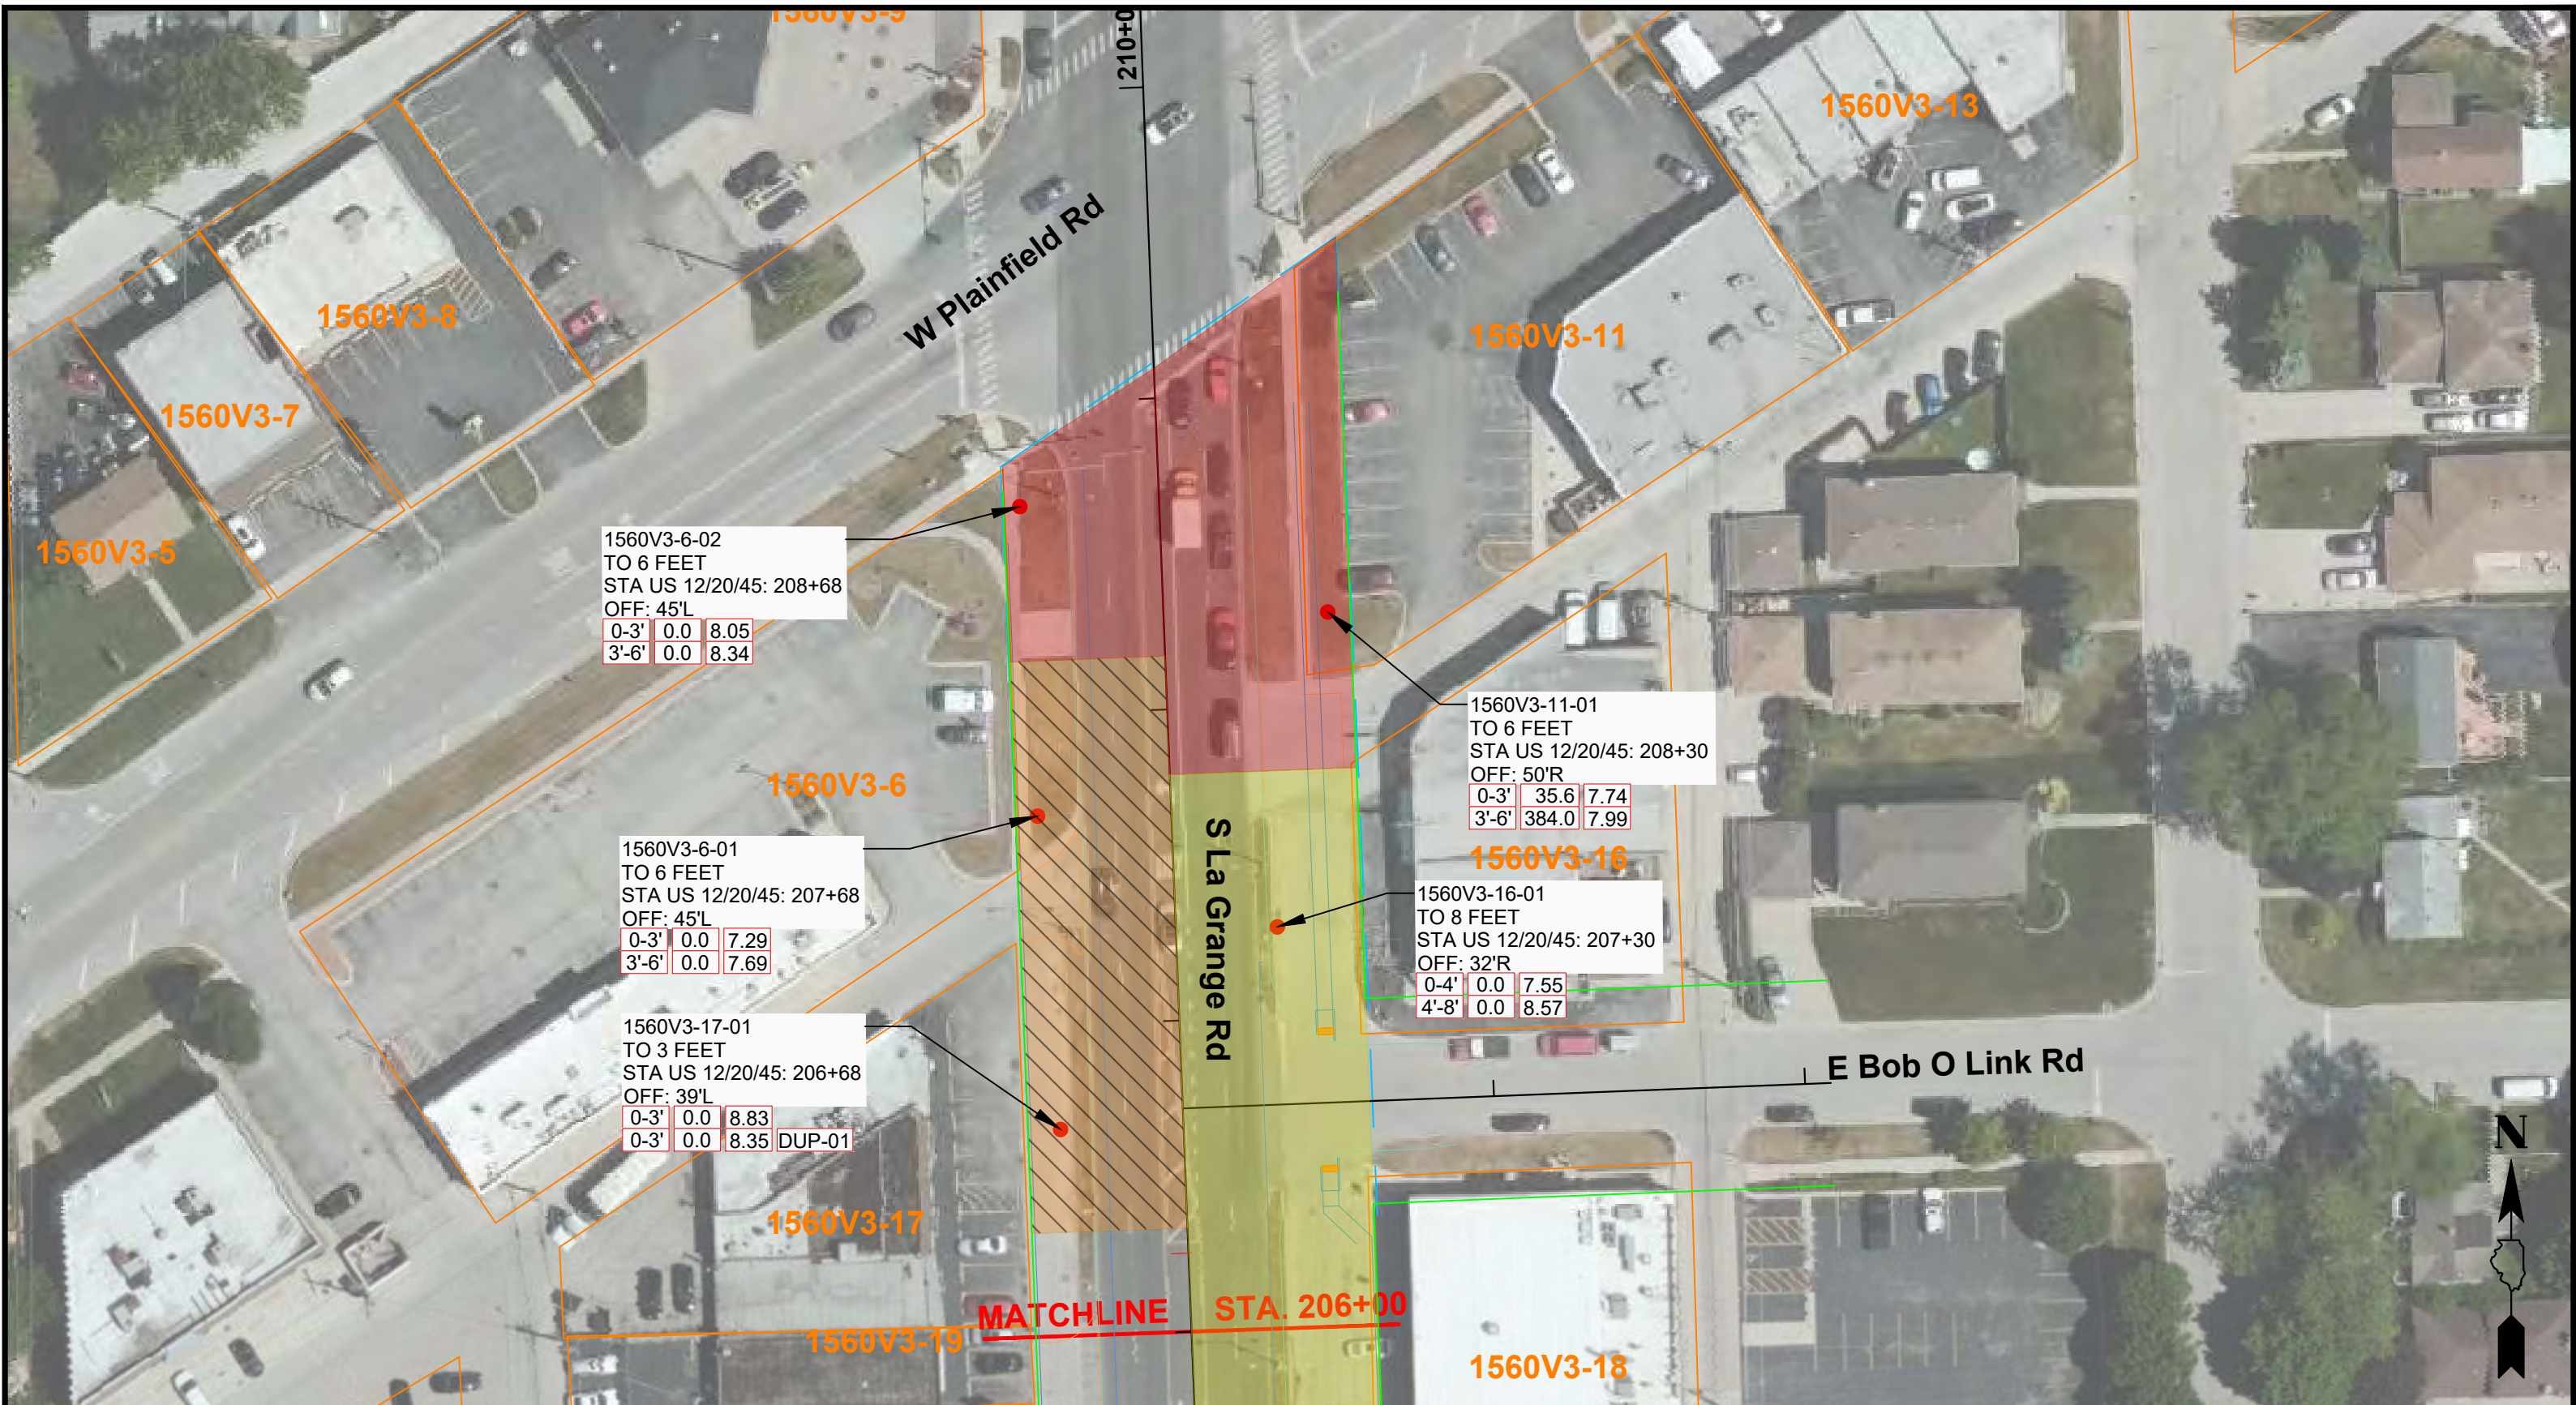 1560V3-9
210+0
1560V3-13
W Plainfield Rd
1560V3-8
1560V3-11
1560V3-7
1560V3-5
1560V3-6-02
TO 6 FEET
STA US 12/20/45: 208+68
OFF: 45'L
0-3' 0.0 8.05
3'-6' 0.0 8.34
1560V3-11-01
TO 6 FEET
STA US 12/20/45: 208+30
OFF: 50'R
0-3' 35.6 7.74
3'-6' 384.0 7.99
1560V3-6
1560V3-6-01
TO 6 FEET
STA US 12/20/45: 207+68
OFF: 45'L
0-3' 0.0 7.29
3'-6' 0.0 7.69
S La Grange Rd
1560V3-16
1560V3-16-01
TO 8 FEET
STA US 12/20/45: 207+30
OFF: 32'R
0-4' 0.0 7.55
4'-8' 0.0 8.57
1560V3-17-01
TO 3 FEET
STA US 12/20/45: 206+68
OFF: 39'L
0-3' 0.0 8.83
0-3' 0.0 8.35 DUP-01
E Bob O Link Rd
N
1560V3-17
MATCHLINE STA. 206+00
1560V3-19
1560V3-18